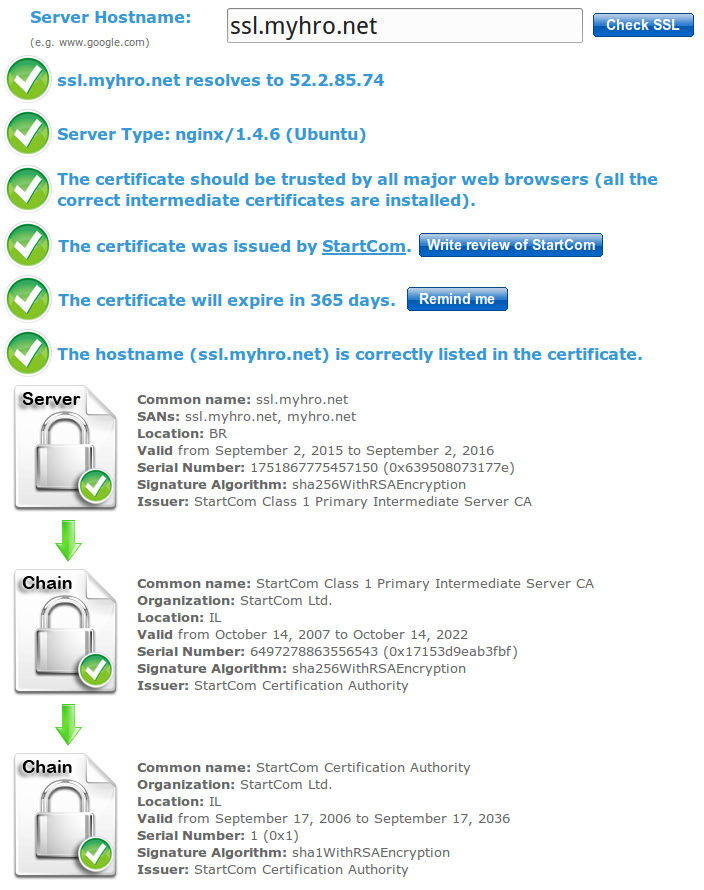 Server Hostname:
(e.g. www.google.com)
ssl.myhro.net
Check SSL
ssl.myhro.net resolves to 52.2.85.74
Server Type: nginx/1.4.6 (Ubuntu)
The certificate should be trusted by all major web browsers (all the
correct intermediate certificates are installed).
The certificate was issued by StartCom. Write review of StartCom
The certificate will expire in 365 days. Remind me
The hostname (ssl.myhro.net) is correctly listed in the certificate.
Server
Common name: ssl.myhro.net
SANs: ssl.myhro.net, myhro.net
Location: BR
Valid from September 2, 2015 to September 2, 2016
Serial Number: 1751867775457150 (0x639508073177e)
Signature Algorithm: sha256WithRSAEncryption
Issuer: StartCom Class 1 Primary Intermediate Server CA
Chain
Common name: StartCom Class 1 Primary Intermediate Server CA
Organization: StartCom Ltd.
Location: IL
Valid from October 14, 2007 to October 14, 2022
Serial Number: 6497278863556543 (0x17153d9eab3fbf)
Signature Algorithm: sha256WithRSAEncryption
Issuer: StartCom Certification Authority
Chain
Common name: StartCom Certification Authority
Organization: StartCom Ltd.
Location: IL
Valid from September 17, 2006 to September 17, 2036
Serial Number: 1 (0x1)
Signature Algorithm: sha1WithRSAEncryption
Issuer: StartCom Certification Authority